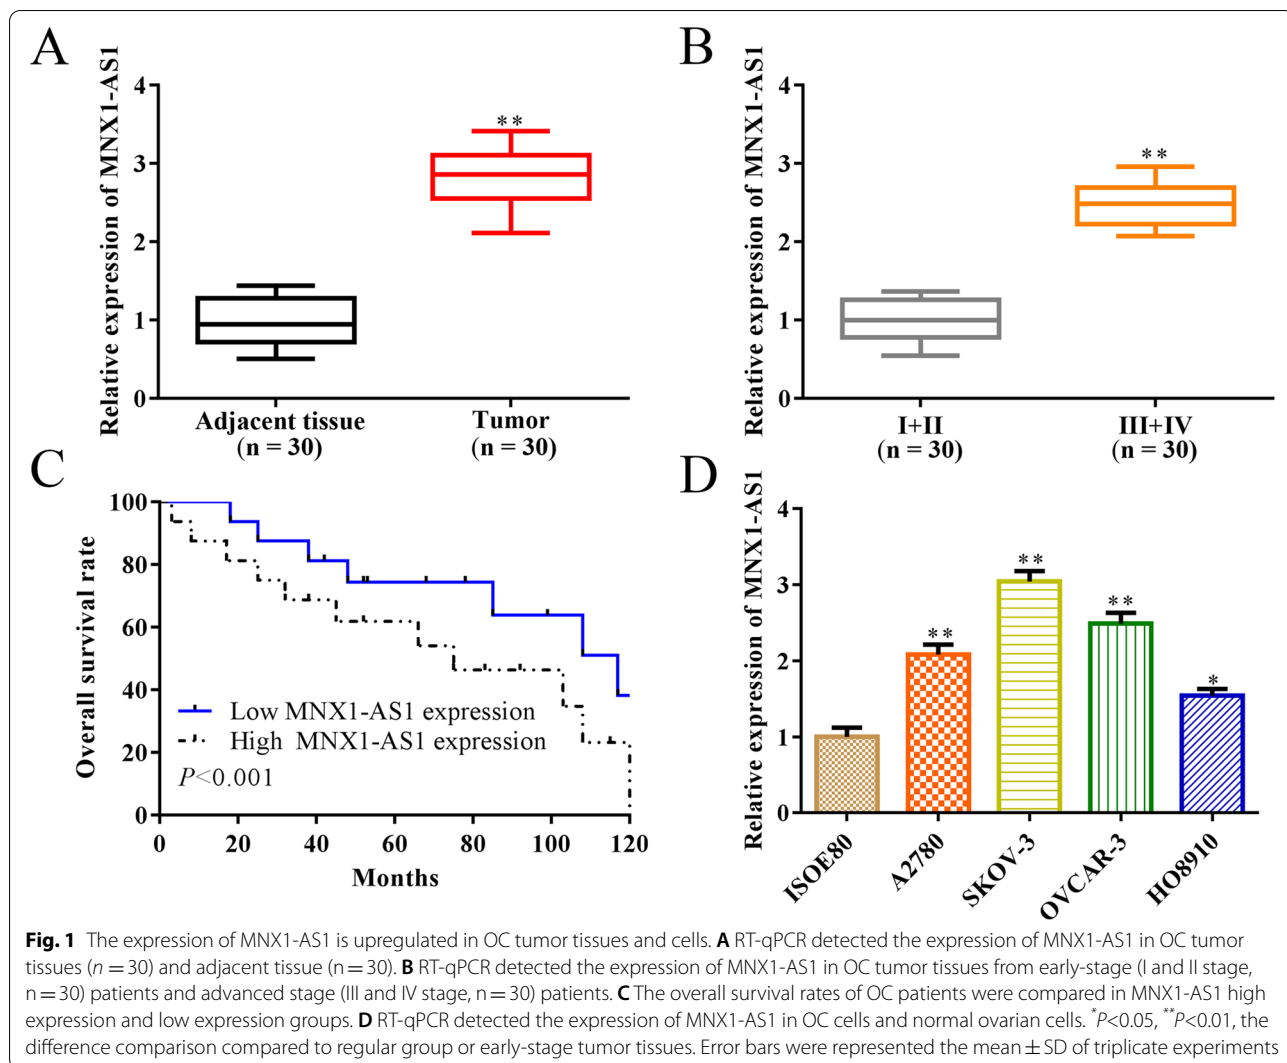 A
Relative expression of MNX1-AS1
4
3
2
1
0
**
Adjacent tissue
(n = 30)
Tumor
(n = 30)
B
Relative expression of MNX1-AS1
4
3
2
1
0
**
I+II
(n = 30)
III+IV
(n = 30)
C
Overall survival rate
100
80
60
40
20
0
Low MNX1-AS1 expression
High MNX1-AS1 expression
P<0.001
0 20 40 60 80 100 120
Months
D
Relative expression of MNX1-AS1
4
3
2
1
0
**
**
**
*
ISOE80
A2780
SKOV-3
OVCAR-3
HO8910
Fig. 1 The expression of MNX1-AS1 is upregulated in OC tumor tissues and cells. A RT-qPCR detected the expression of MNX1-AS1 in OC tumor
tissues (n = 30) and adjacent tissue (n = 30). B RT-qPCR detected the expression of MNX1-AS1 in OC tumor tissues from early-stage (I and II stage,
n = 30) patients and advanced stage (III and IV stage, n = 30) patients. C The overall survival rates of OC patients were compared in MNX1-AS1 high
expression and low expression groups. D RT-qPCR detected the expression of MNX1-AS1 in OC cells and normal ovarian cells. *P<0.05, **P<0.01, the
difference comparison compared to regular group or early-stage tumor tissues. Error bars were represented the mean ± SD of triplicate experiments